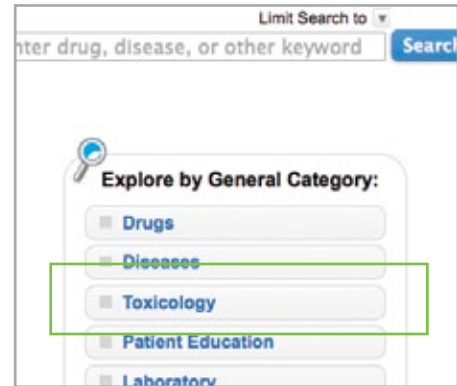 Limit Search to
nter drug, disease, or other keyword Search
Explore by General Category:
Drugs
Diseases
Toxicology
Patient Education
Laboratory